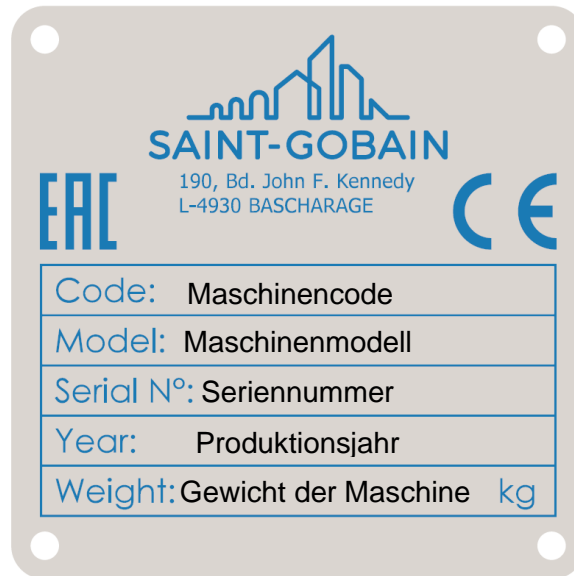 SAINT-GOBAIN
190, Bd. John F. Kennedy
L-4930 BASCHARAGE
EAC CE
Code: Maschinencode
Model: Maschinenmodell
Serial N°: Seriennummer
Year: Produktionsjahr
Weight: Gewicht der Maschine kg